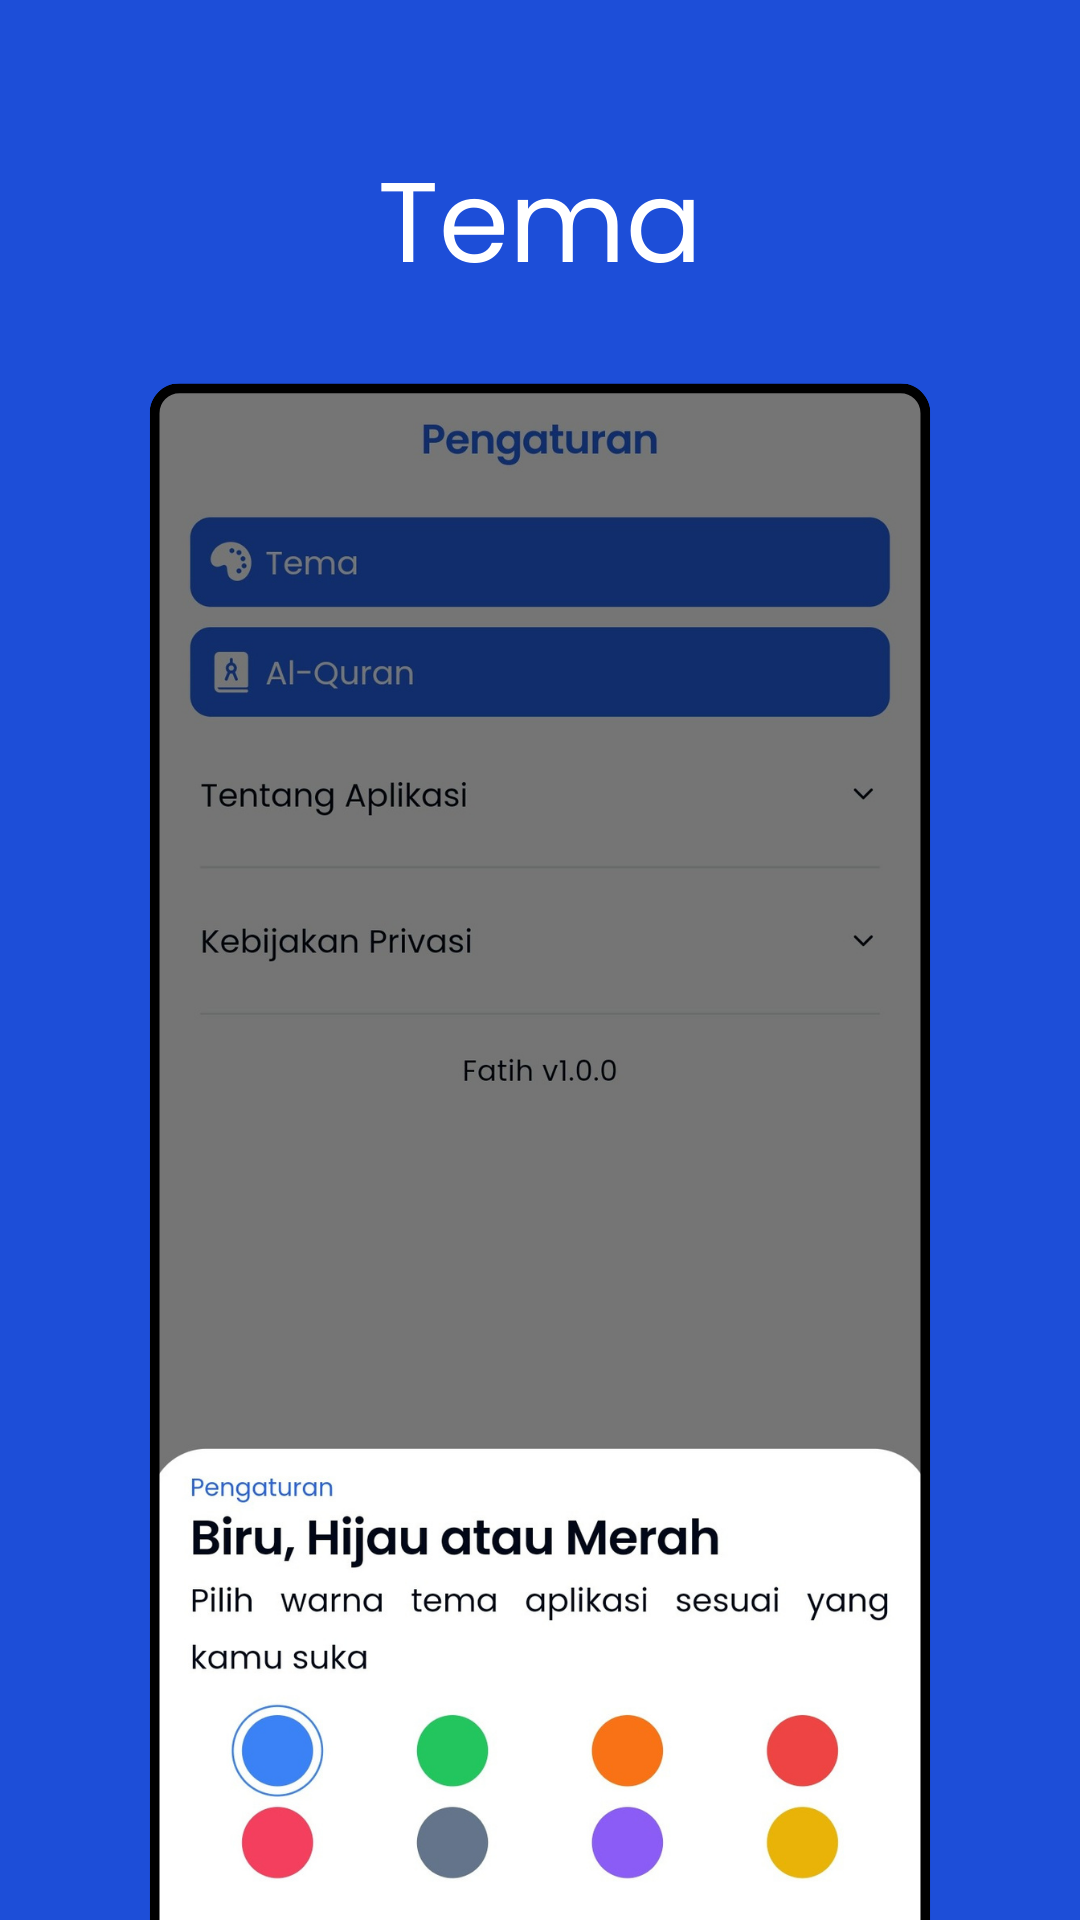 Tema
Pengaturan
Tema
Al-Quran
Tentang Aplikasi
Kebijakan Privasi
Fatih v1.0.0
Pengaturan
Biru, Hijau atau Merah
Pilih warna tema aplikasi sesuai yang
kamu suka